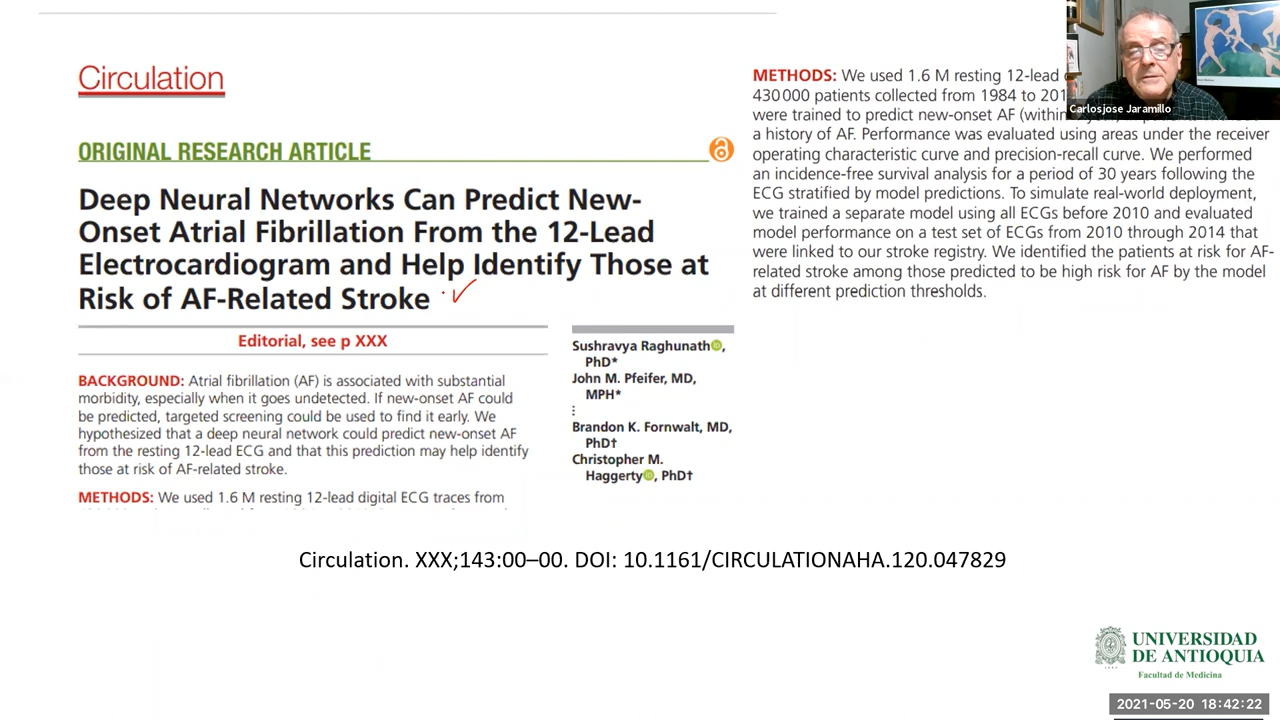 Circulation
ORIGINAL RESEARCH ARTICLE
Deep Neural Networks Can Predict New-
Onset Atrial Fibrillation From the 12-Lead
Electrocardiogram and Help Identify Those at
Risk of AF-Related Stroke
Editorial, see p XXX
BACKGROUND: Atrial fibrillation (AF) is associated with substantial
morbidity, especially when it goes undetected. If new-onset AF could
be predicted, targeted screening could be used to find it early. We
hypothesized that a deep neural network could predict new-onset AF
from the resting 12-lead ECG and that this prediction may help identify
those at risk of AF-related stroke.
METHODS: We used 1.6 M resting 12-lead digital ECG traces from
Sushravya Raghunath,
PhD*
John M. Pfeifer, MD,
MPH*
⋮
Brandon K. Fornwalt, MD,
PhD†
Christopher M.
Haggerty, PhD†
METHODS: We used 1.6 M resting 12-lead
430 000 patients collected from 1984 to 201
were trained to predict new-onset AF (within
a history of AF. Performance was evaluated using areas under the receiver
operating characteristic curve and precision-recall curve. We performed
an incidence-free survival analysis for a period of 30 years following the
ECG stratified by model predictions. To simulate real-world deployment,
we trained a separate model using all ECGs before 2010 and evaluated
model performance on a test set of ECGs from 2010 through 2014 that
were linked to our stroke registry. We identified the patients at risk for AF-
related stroke among those predicted to be high risk for AF by the model
at different prediction thresholds.
Carlosjose Jaramillo
Circulation. XXX;143:00–00. DOI: 10.1161/CIRCULATIONAHA.120.047829
UNIVERSIDAD
DE ANTIOQUIA
Facultad de Medicina
2021-05-20 18:42:22